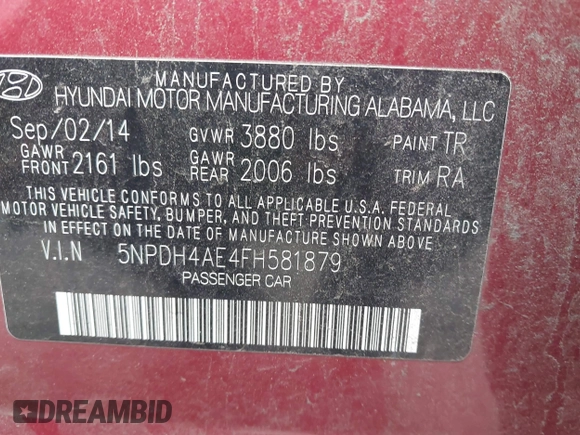 MANUFACTURED BY
HYUNDAI MOTOR MANUFACTURING ALABAMA, LLC
Sep/02/14 GVWR 3880 lbs PAINT TR
GAWR FRONT 2161 lbs GAWR REAR 2006 lbs TRIM RA
THIS VEHICLE CONFORMS TO ALL APPLICABLE U.S.A. FEDERAL
MOTOR VEHICLE SAFETY, BUMPER, AND THEFT PREVENTION STANDARDS
IN EFFECT ON THE DATE OF MANUFACTURE SHOWN ABOVE
V.I.N 5NPDH4AE4FH581879
PASSENGER CAR
DREAMBID